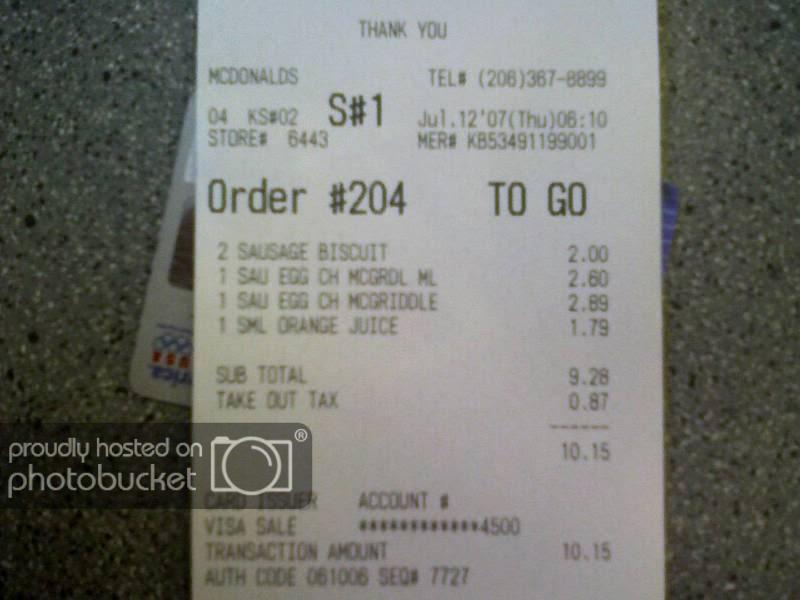 THANK YOU
MCDONALDS TEL# (206)367-8899
04 KS#02 S#1 Jul.12'07(Thu)06:10
STORE# 6443 MER# KB53491199001
Order #204 TO GO
2 SAUSAGE BISCUIT 2.00
1 SAU EGG CH MCGRDL ML 2.60
1 SAU EGG CH MCGRIDDLE 2.89
1 SML ORANGE JUICE 1.79
SUB TOTAL 9.28
TAKE OUT TAX 0.87
------
10.15
proudly hosted on
photobucket®
CARD ISSUER ACCOUNT #
VISA SALE ************4500
TRANSACTION AMOUNT 10.15
AUTH CODE 061006 SEQ# 7727
USA